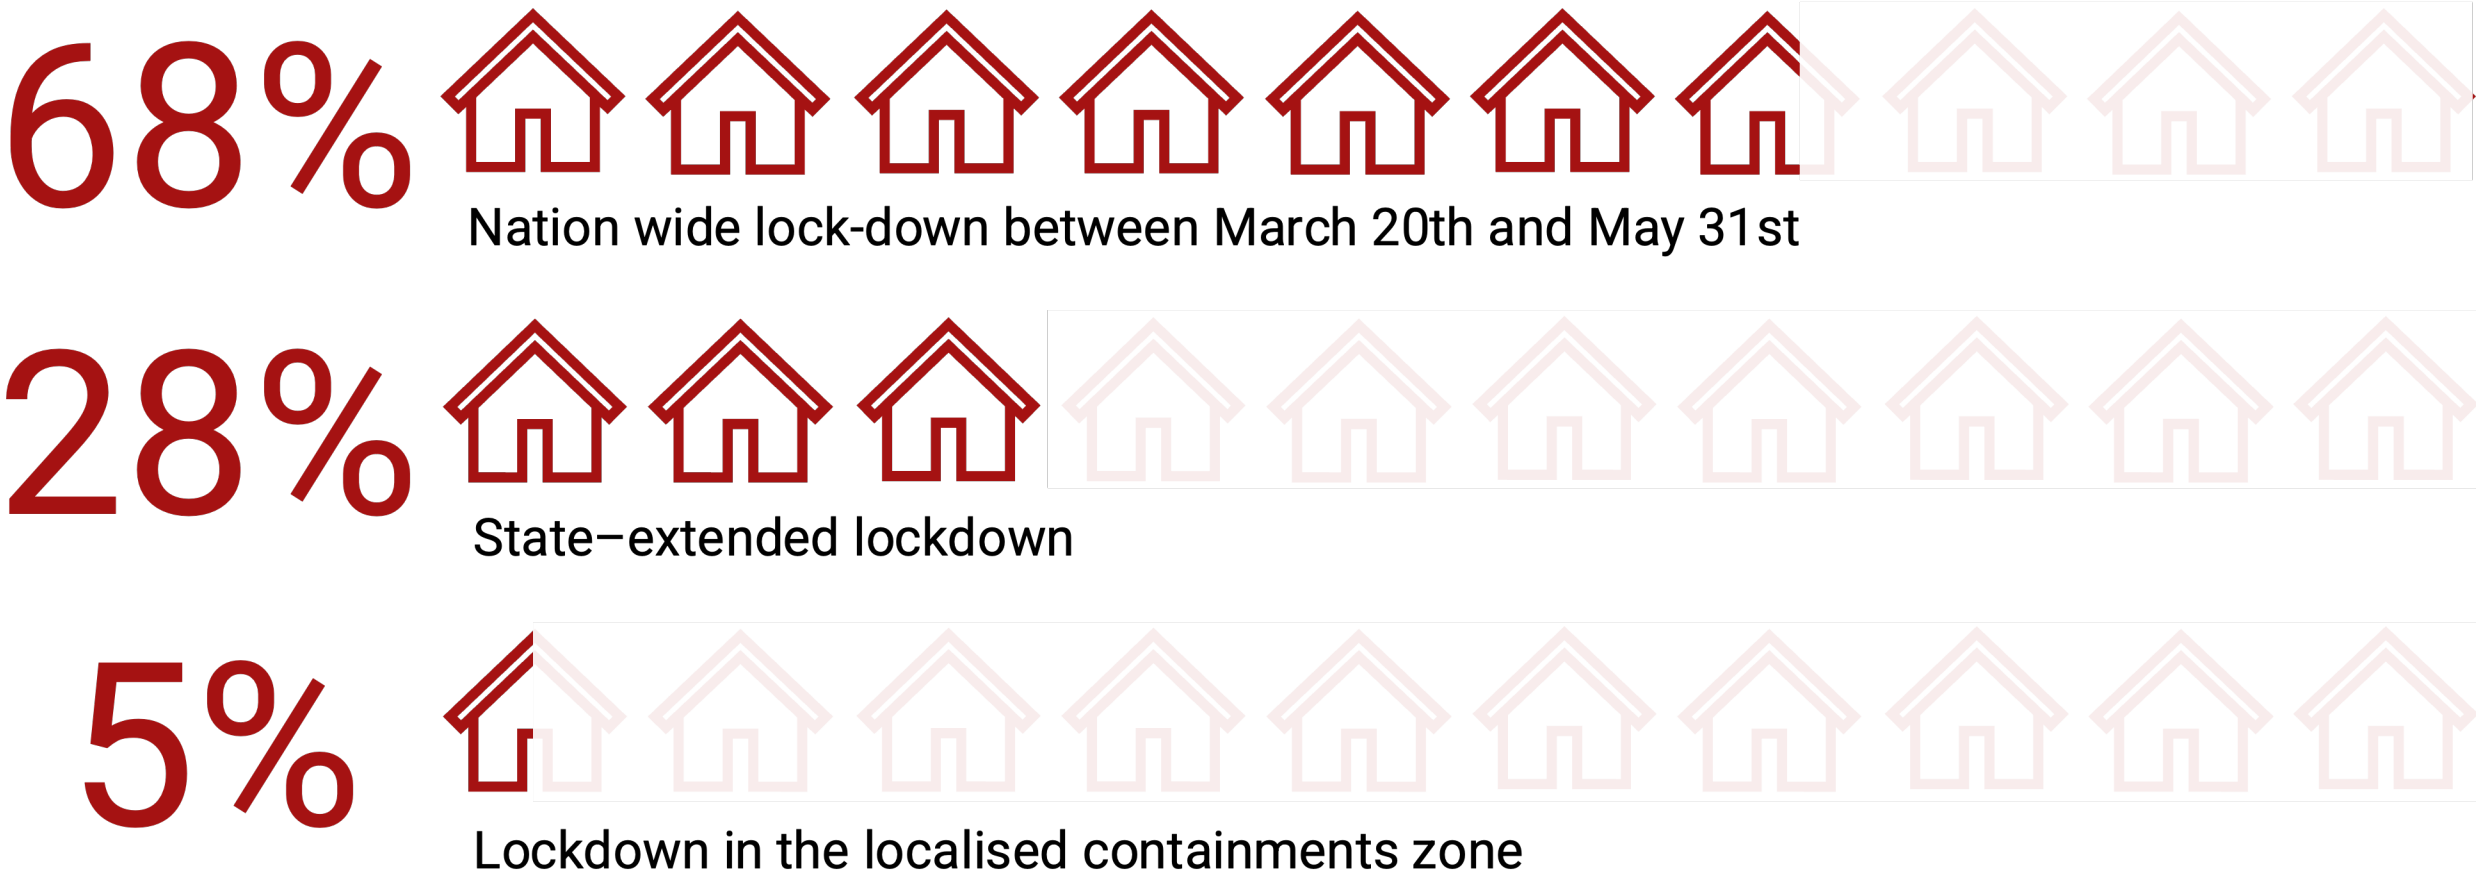 68%
Nation wide lock-down between March 20th and May 31st
28%
State–extended lockdown
5%
Lockdown in the localised containments zone